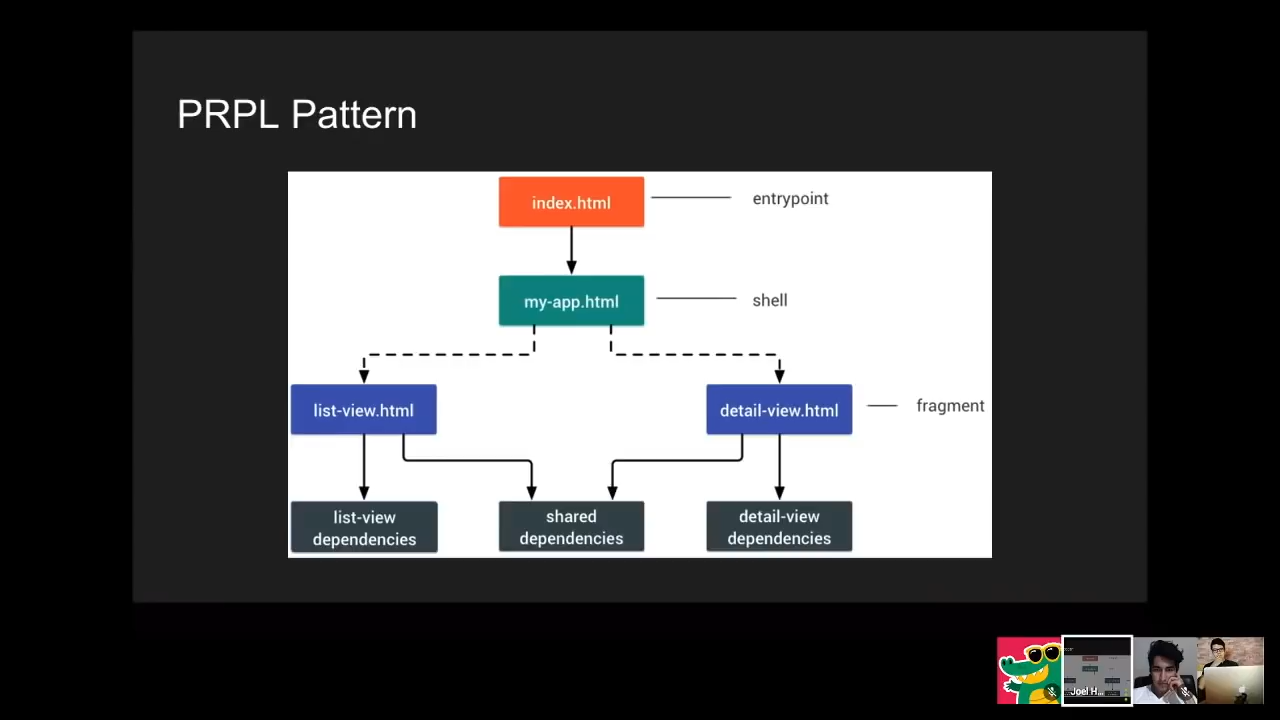 PRPL Pattern
index.html
entrypoint
my-app.html
shell
list-view.html
detail-view.html
fragment
list-view
dependencies
shared
dependencies
detail-view
dependencies
Joel H...